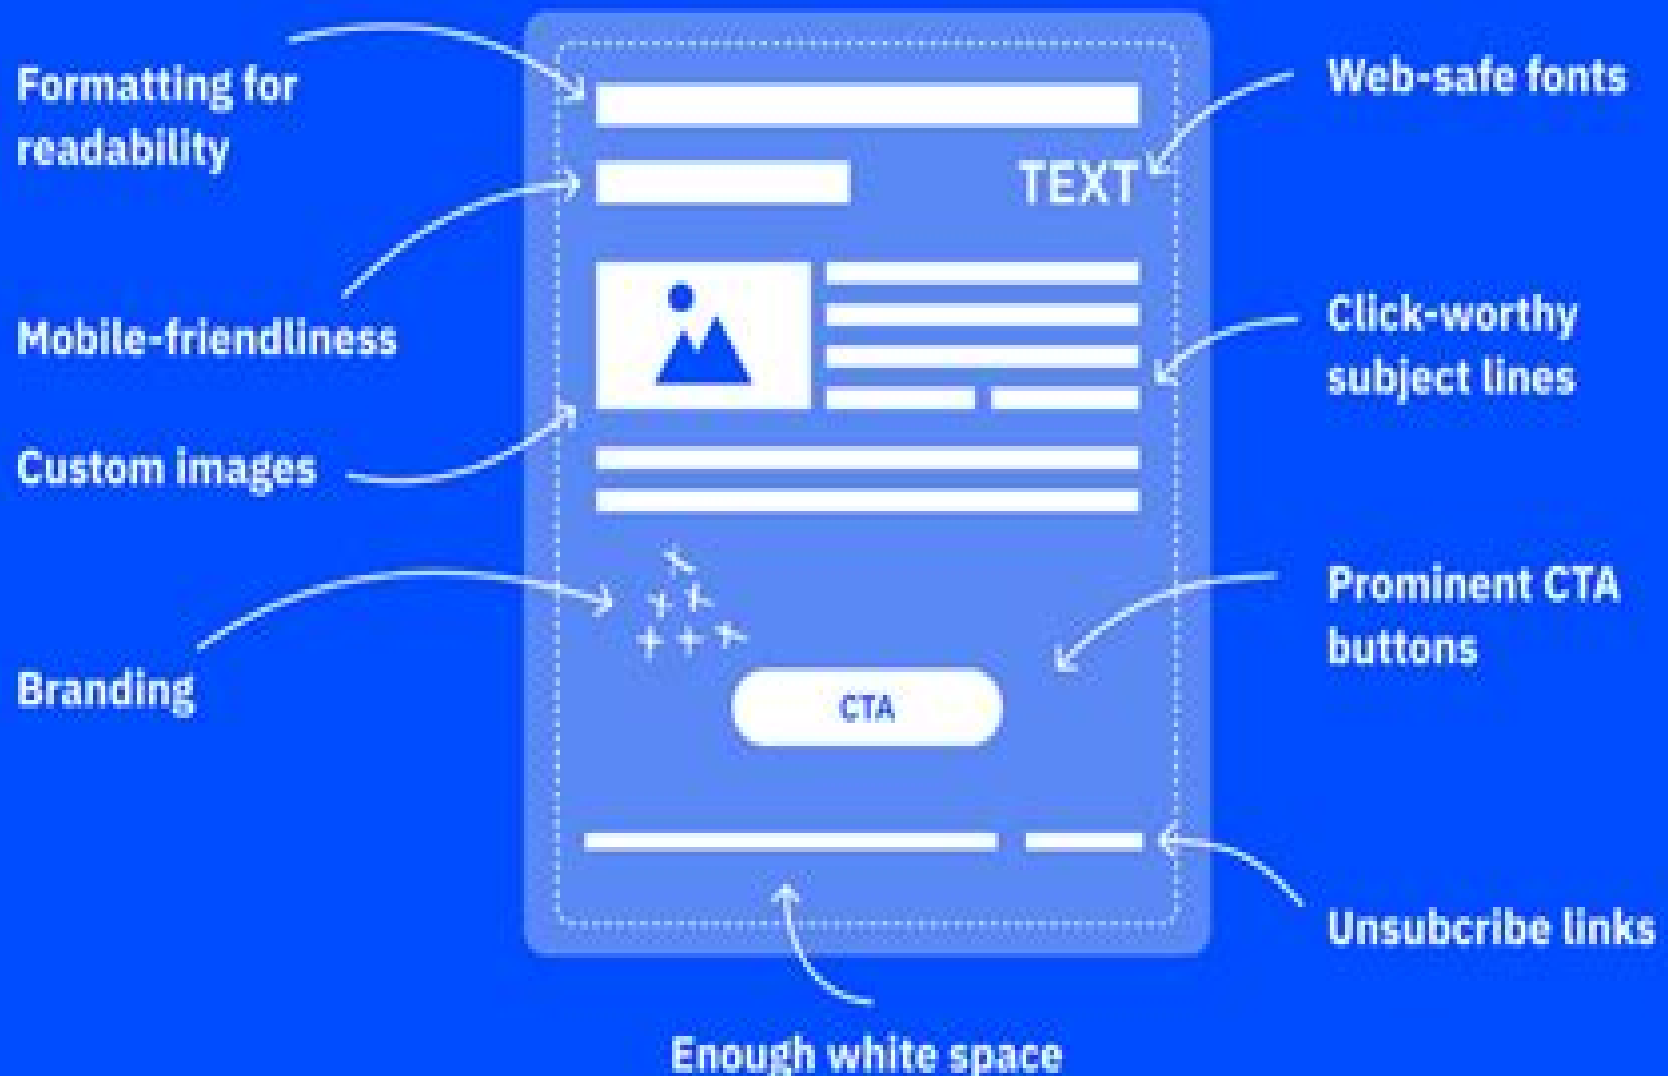 Formatting for
readability
Mobile-friendliness
Custom images
Branding
TEXT
CTA
Web-safe fonts
Click-worthy
subject lines
Prominent CTA
buttons
Unsubcribe links
Enough white space